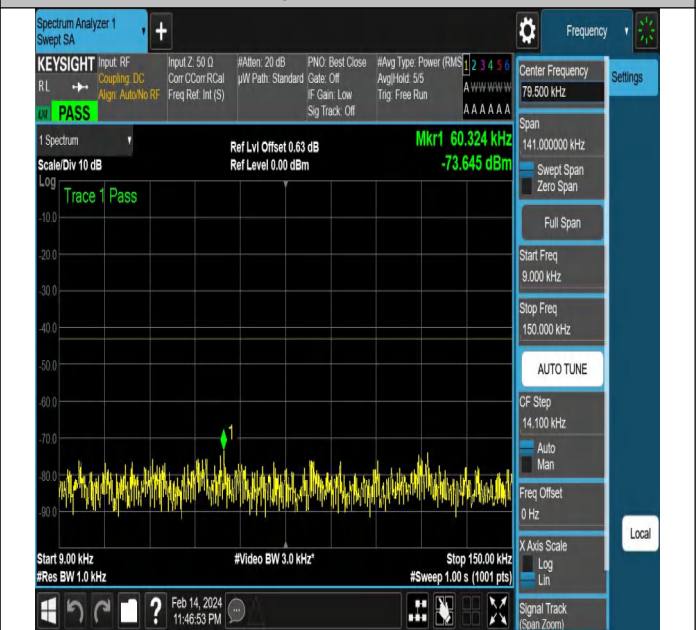 Spectrum Analyzer 1
Swept SA
Frequency
KEYSIGHT
RL
LXI
PASS
Input: RF
Coupling: DC
Align: Auto/No RF
Input Z: 50 Ω
Corr CCorr RCal
Freq Ref: Int (S)
#Atten: 20 dB
µW Path: Standard
PNO: Best Close
Gate: Off
IF Gain: Low
Sig Track: Off
#Avg Type: Power (RMS
Avg|Hold: 5/5
Trig: Free Run
1 2 3 4 5 6
A W W W W W
A A A A A A
Center Frequency
79.500 kHz
Settings
Span
141.000000 kHz
Swept Span
Zero Span
Full Span
Start Freq
9.000 kHz
Stop Freq
150.000 kHz
AUTO TUNE
CF Step
14.100 kHz
Auto
Man
Freq Offset
0 Hz
X Axis Scale
Log
Lin
Signal Track
(Span Zoom)
Local
1 Spectrum
Scale/Div 10 dB
Log
Ref Lvl Offset 0.63 dB
Ref Level 0.00 dBm
Mkr1 60.324 kHz
-73.645 dBm
Trace 1 Pass
-10.0
-20.0
-30.0
-40.0
-50.0
-60.0
-70.0
-80.0
-90.0
1
Start 9.00 kHz
#Res BW 1.0 kHz
#Video BW 3.0 kHz*
Stop 150.00 kHz
#Sweep 1.00 s (1001 pts)
?
Feb 14, 2024
11:46:53 PM